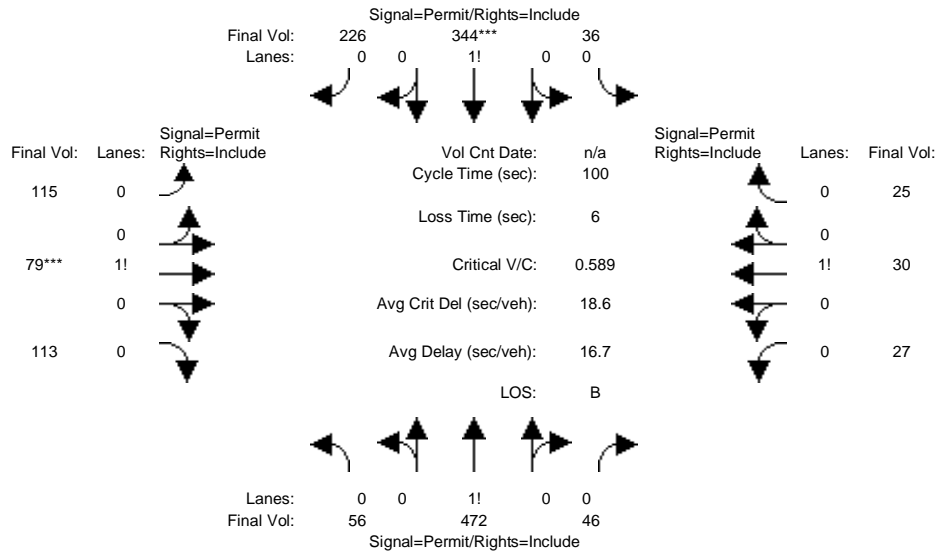 Signal=Permit/Rights=Include
Final Vol: 226 344*** 36
Lanes: 0 0 1! 0 0
Signal=Permit
Final Vol: Lanes: Rights=Include
Vol Cnt Date: n/a
Signal=Permit
Rights=Include Lanes: Final Vol:
Cycle Time (sec): 100
115 0
0 25
Loss Time (sec): 6
0
0
79*** 1!
Critical V/C: 0.589
1! 30
0
Avg Crit Del (sec/veh): 18.6
0
113 0
Avg Delay (sec/veh): 16.7
0 27
LOS: B
Lanes: 0 0 1! 0 0
Final Vol: 56 472 46
Signal=Permit/Rights=Include